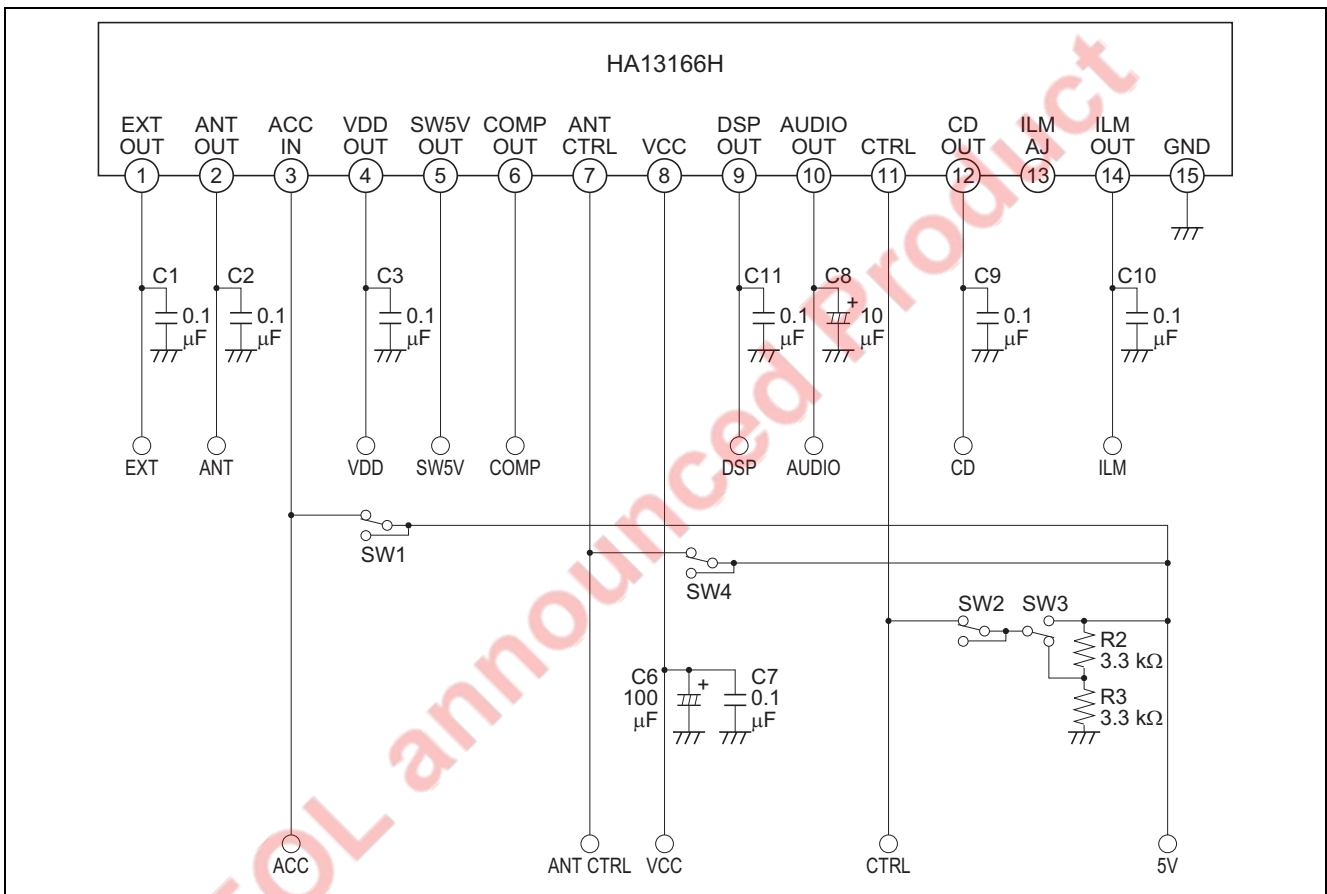 HA13166H
EXT OUT
ANT OUT
ACC IN
VDD OUT
SW5V OUT
COMP OUT
ANT CTRL
VCC
DSP OUT
AUDIO OUT
CTRL
CD OUT
ILM AJ
ILM OUT
GND
1 2 3 4 5 6 7 8 9 10 11 12 13 14 15
C1
0.1 μF
C2
0.1 μF
C3
0.1 μF
C11
0.1 μF
C8
+
10 μF
C9
0.1 μF
C10
0.1 μF
EXT
ANT
VDD
SW5V
COMP
DSP
AUDIO
CD
ILM
SW1
SW4
SW2
SW3
R2
3.3 kΩ
R3
3.3 kΩ
C6
100 μF
+
C7
0.1 μF
ACC
ANT CTRL
VCC
CTRL
5V
EOL announced Product